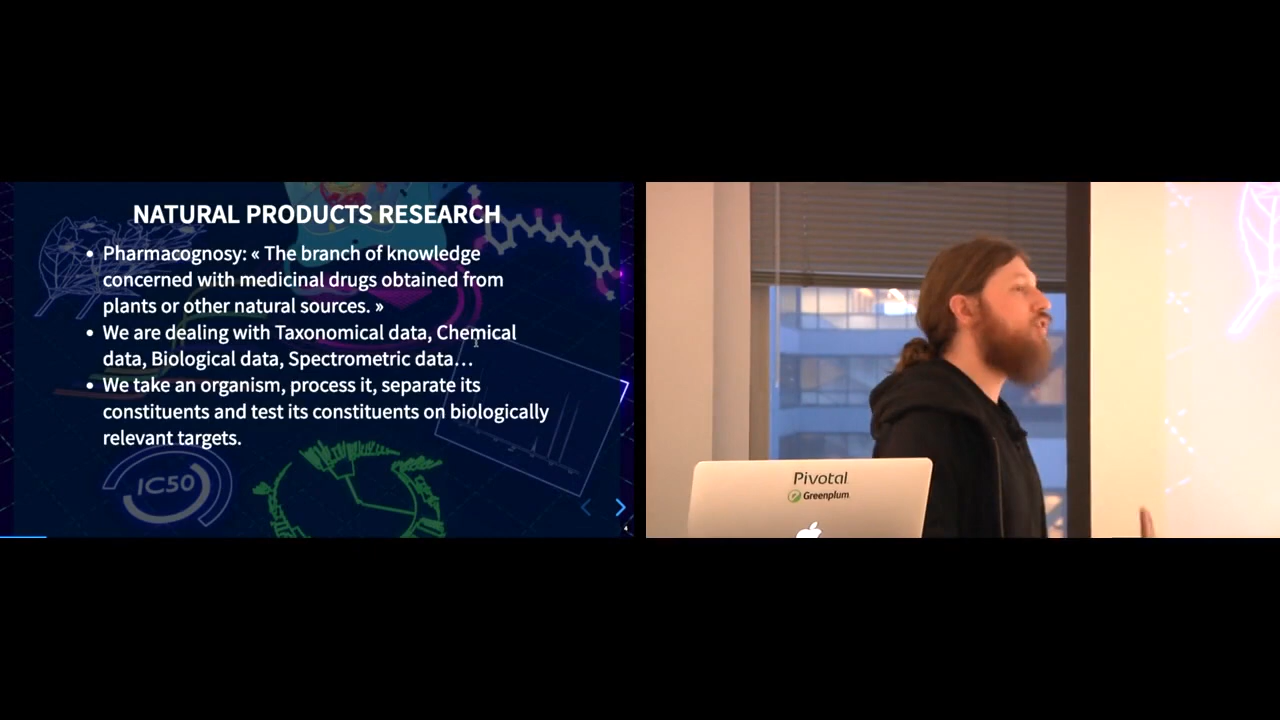 NATURAL PRODUCTS RESEARCH
• Pharmacognosy: « The branch of knowledge
concerned with medicinal drugs obtained from
plants or other natural sources. »
• We are dealing with Taxonomical data, Chemical
data, Biological data, Spectrometric data…
• We take an organism, process it, separate its
constituents and test its constituents on biologically
relevant targets.
IC50
4
Pivotal
Greenplum